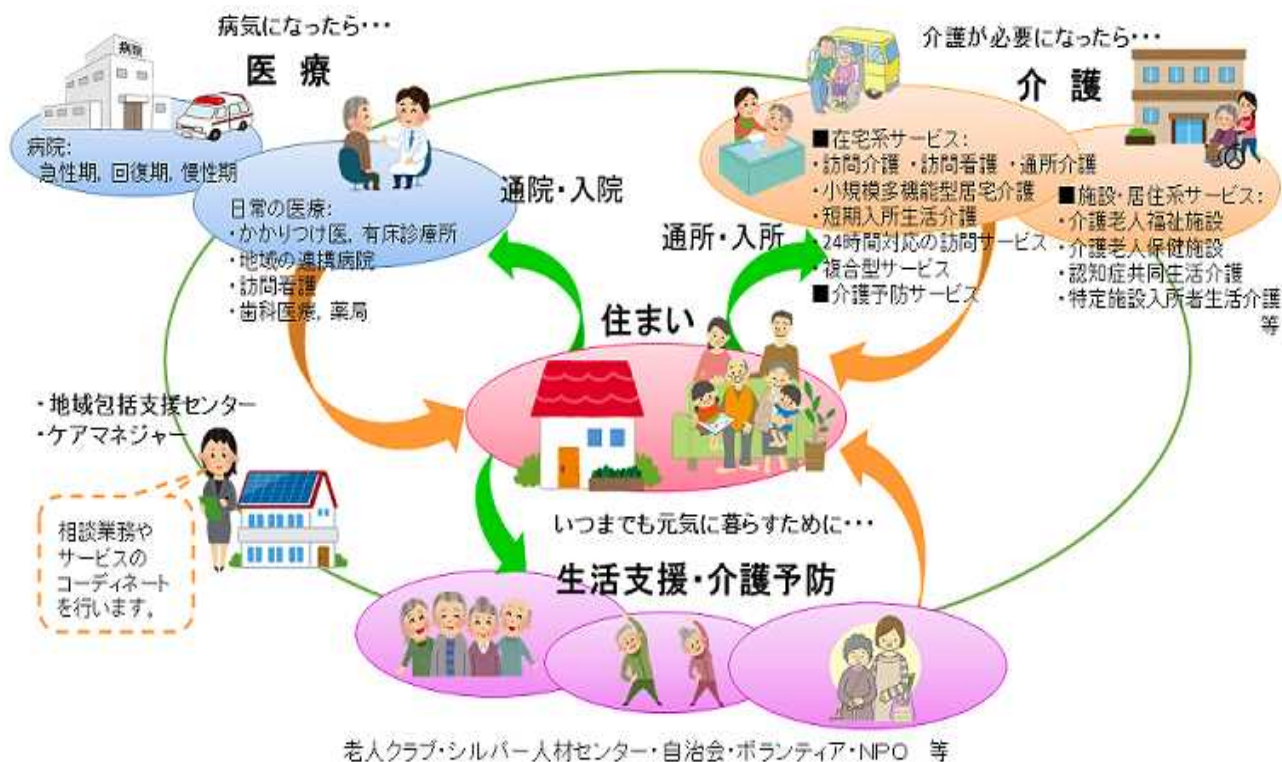 病気になったら・・・
医 療
病院
病院:
急性期, 回復期, 慢性期
日常の医療:
・かかりつけ医, 有床診療所
・地域の連携病院
・訪問看護
・歯科医療, 薬局
通院・入院
介護が必要になったら・・・
介 護
■在宅系サービス:
・訪問介護・訪問看護・通所介護
・小規模多機能型居宅介護
・短期入所生活介護
・24時間対応の訪問サービス
・複合型サービス
■介護予防サービス
■施設・居住系サービス:
・介護老人福祉施設
・介護老人保健施設
・認知症共同生活介護
・特定施設入所者生活介護
等
通所・入所
住まい
・地域包括支援センター
・ケアマネジャー
相談業務や
サービスの
コーディネート
を行います。
いつまでも元気に暮らすために・・・
生活支援・介護予防
老人クラブ・シルバー人材センター・自治会・ボランティア・NPO 等